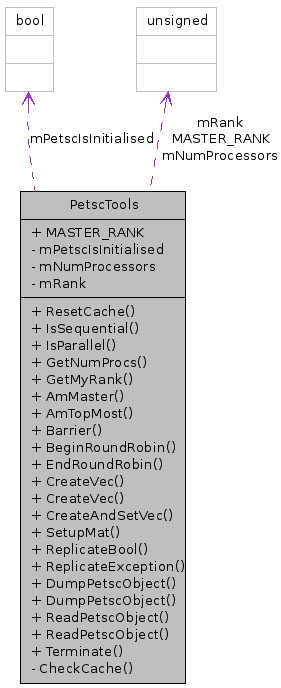 bool
unsigned
mPetscIsInitialised
mRank
MASTER_RANK
mNumProcessors
PetscTools
+ MASTER_RANK
- mPetscIsInitialised
- mNumProcessors
- mRank
+ ResetCache()
+ IsSequential()
+ IsParallel()
+ GetNumProcs()
+ GetMyRank()
+ AmMaster()
+ AmTopMost()
+ Barrier()
+ BeginRoundRobin()
+ EndRoundRobin()
+ CreateVec()
+ CreateVec()
+ CreateAndSetVec()
+ SetupMat()
+ ReplicateBool()
+ ReplicateException()
+ DumpPetscObject()
+ DumpPetscObject()
+ ReadPetscObject()
+ ReadPetscObject()
+ Terminate()
- CheckCache()